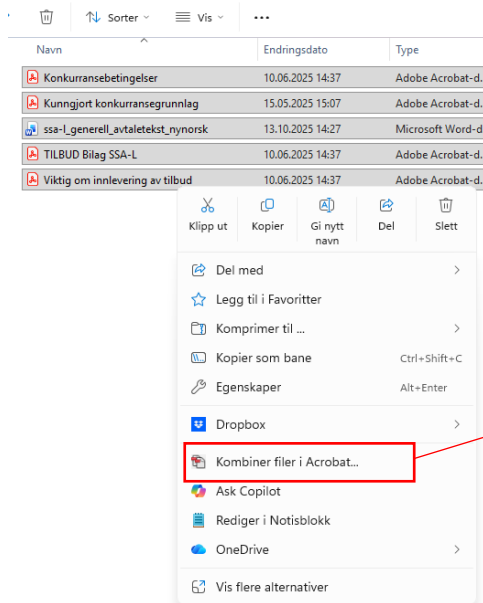 Sorter Vis ...
Navn Endringsdato Type
Konkurransebetingelser 10.06.2025 14:37 Adobe Acrobat-d.
Kunngjort konkurransegrunnlag 15.05.2025 15:07 Adobe Acrobat-d.
ssa-l_generell_avtaletekst_nynorsk 13.10.2025 14:27 Microsoft Word-d
TILBUD Bilag SSA-L 10.06.2025 14:37 Adobe Acrobat-d.
Viktig om innlevering av tilbud 10.06.2025 14:37 Adobe Acrobat-d.
Klipp ut Kopier Gi nytt Del Slett
navn
Del med
Legg til i Favoritter
Komprimer til ...
Kopier som bane Ctrl+Shift+C
Egenskaper Alt+Enter
Dropbox
Kombiner filer i Acrobat...
Ask Copilot
Rediger i Notisblokk
OneDrive
Vis flere alternativer